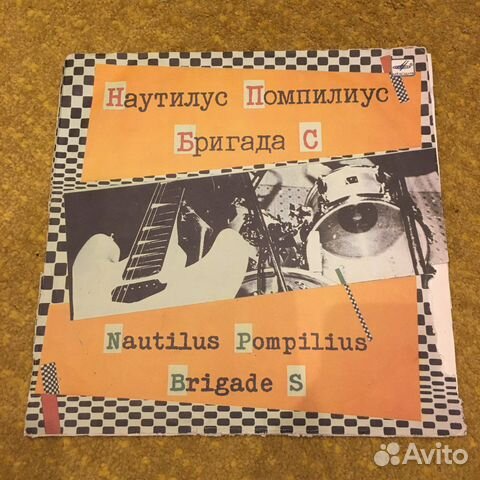 Наутилус Помпилиус
Бригада С
Nautilus Pompilius
Brigade S
Avito